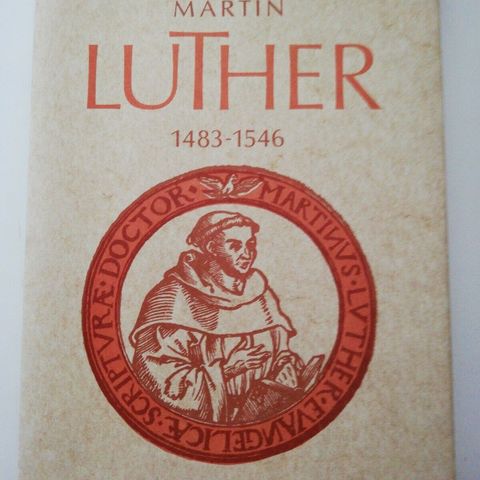 MARTIN
LUTHER
1483-1546
DOCTOR · MARTINVS · LVTHER · EVANGELICÆ · SCRIPTVRÆ ·